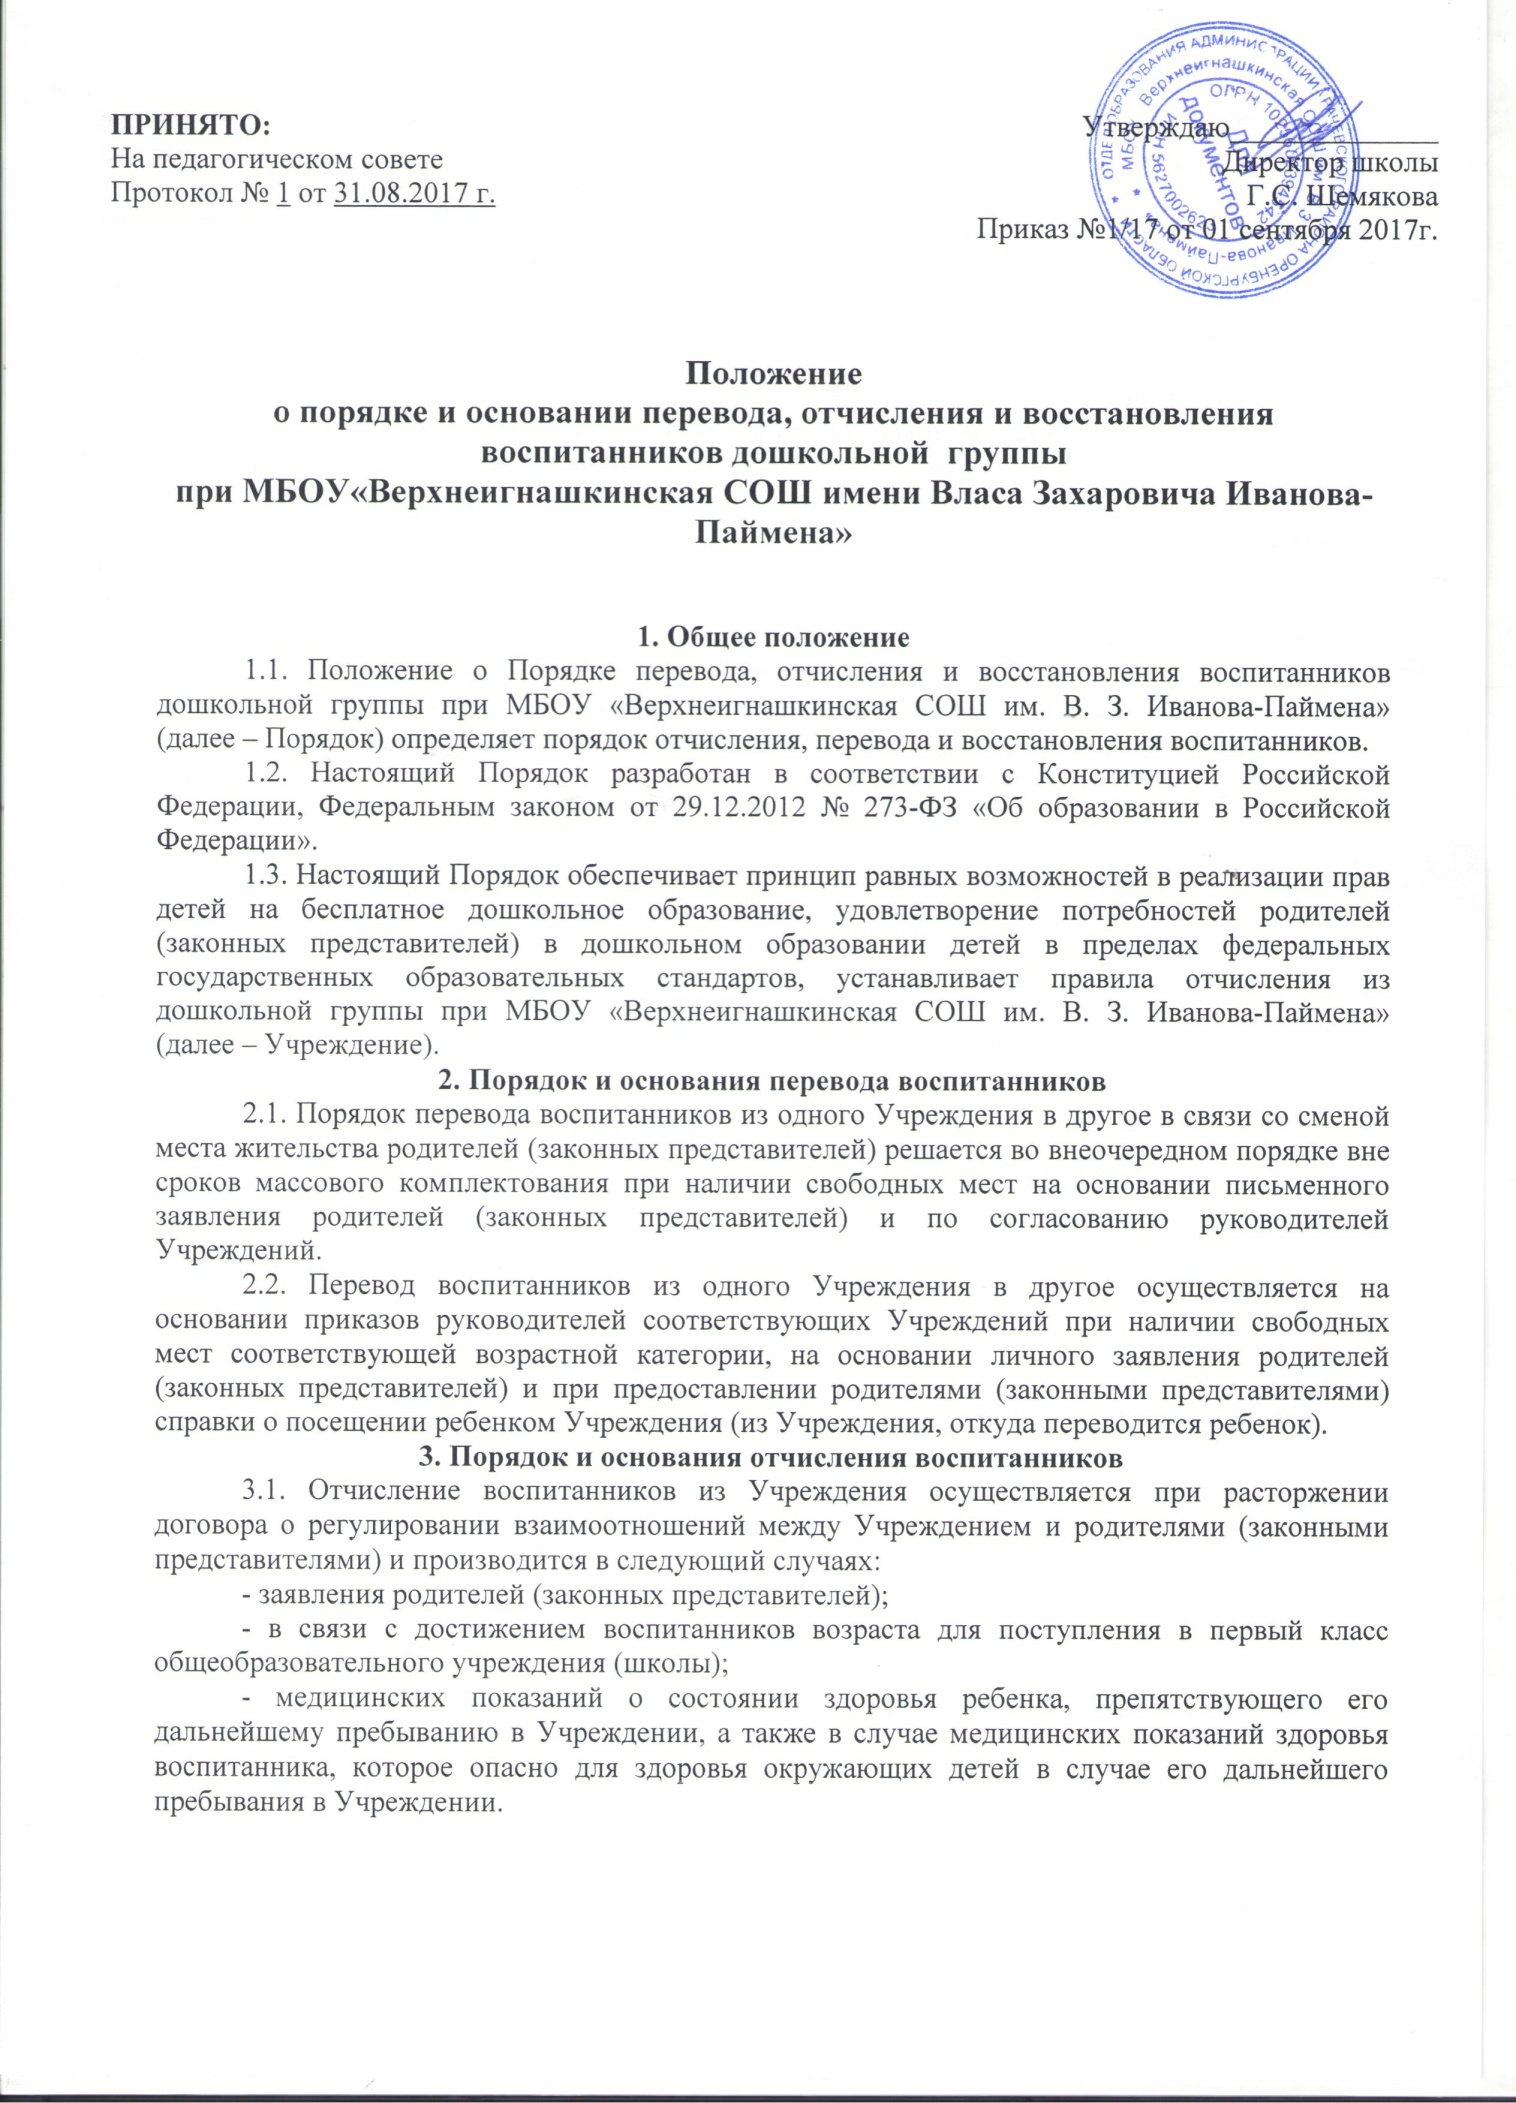 ПРИНЯТО:
На педагогическом совете
Протокол № 1 от 31.08.2017 г.
Утверждаю
Директор школы
Г.С. Шемякова
Приказ №1/17 от 01 сентября 2017г.
Для
документов
Положение
о порядке и основании перевода, отчисления и восстановления
воспитанников дошкольной группы
при МБОУ«Верхнеигнашкинская СОШ имени Власа Захаровича Иванова-
Паймена»
1. Общее положение
1.1. Положение о Порядке перевода, отчисления и восстановления воспитанников
дошкольной группы при МБОУ «Верхнеигнашкинская СОШ им. В. З. Иванова-Паймена»
(далее – Порядок) определяет порядок отчисления, перевода и восстановления воспитанников.
1.2. Настоящий Порядок разработан в соответствии с Конституцией Российской
Федерации, Федеральным законом от 29.12.2012 № 273-ФЗ «Об образовании в Российской
Федерации».
1.3. Настоящий Порядок обеспечивает принцип равных возможностей в реализации прав
детей на бесплатное дошкольное образование, удовлетворение потребностей родителей
(законных представителей) в дошкольном образовании детей в пределах федеральных
государственных образовательных стандартов, устанавливает правила отчисления из
дошкольной группы при МБОУ «Верхнеигнашкинская СОШ им. В. З. Иванова-Паймена»
(далее – Учреждение).
2. Порядок и основания перевода воспитанников
2.1. Порядок перевода воспитанников из одного Учреждения в другое в связи со сменой
места жительства родителей (законных представителей) решается во внеочередном порядке вне
сроков массового комплектования при наличии свободных мест на основании письменного
заявления родителей (законных представителей) и по согласованию руководителей
Учреждений.
2.2. Перевод воспитанников из одного Учреждения в другое осуществляется на
основании приказов руководителей соответствующих Учреждений при наличии свободных
мест соответствующей возрастной категории, на основании личного заявления родителей
(законных представителей) и при предоставлении родителями (законными представителями)
справки о посещении ребенком Учреждения (из Учреждения, откуда переводится ребенок).
3. Порядок и основания отчисления воспитанников
3.1. Отчисление воспитанников из Учреждения осуществляется при расторжении
договора о регулировании взаимоотношений между Учреждением и родителями (законными
представителями) и производится в следующий случаях:
- заявления родителей (законных представителей);
- в связи с достижением воспитанников возраста для поступления в первый класс
общеобразовательного учреждения (школы);
- медицинских показаний о состоянии здоровья ребенка, препятствующего его
дальнейшему пребыванию в Учреждении, а также в случае медицинских показаний здоровья
воспитанника, которое опасно для здоровья окружающих детей в случае его дальнейшего
пребывания в Учреждении.